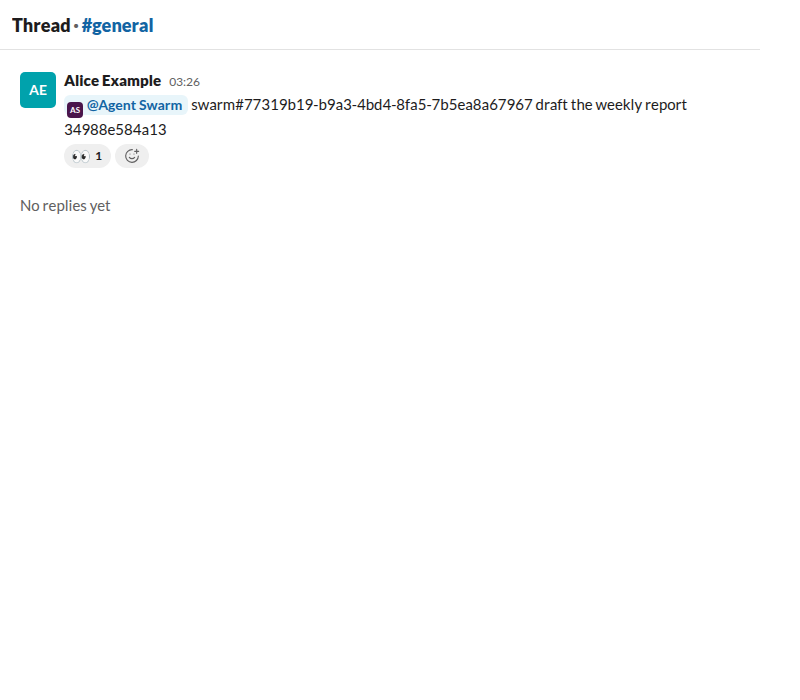 Thread • #general
AE
Alice Example 03:26
AS @Agent Swarm swarm#77319b19-b9a3-4bd4-8fa5-7b5ea8a67967 draft the weekly report
34988e584a13
1
No replies yet